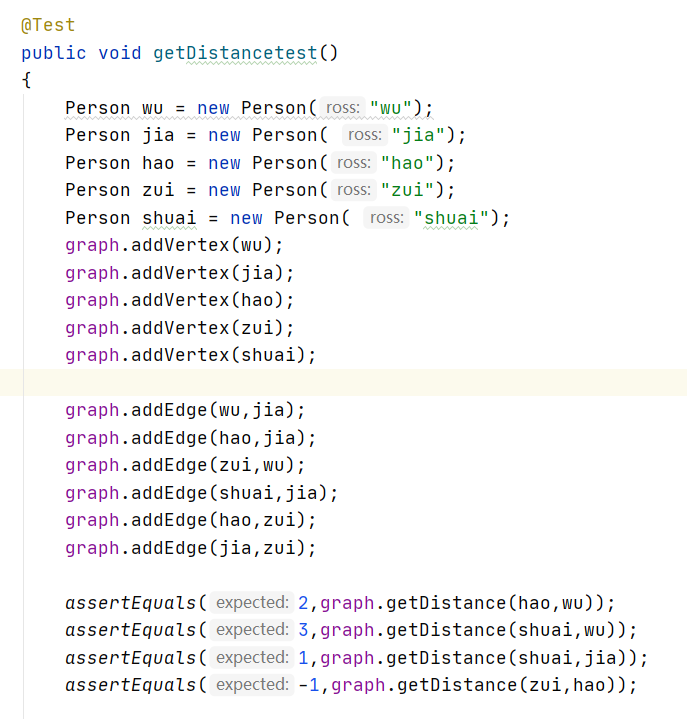 @Test
public void getDistancetest()
{
Person wu = new Person( ross: "wu");
Person jia = new Person( ross: "jia");
Person hao = new Person( ross: "hao");
Person zui = new Person( ross: "zui");
Person shuai = new Person( ross: "shuai");
graph.addVertex(wu);
graph.addVertex(jia);
graph.addVertex(hao);
graph.addVertex(zui);
graph.addVertex(shuai);
graph.addEdge(wu,jia);
graph.addEdge(hao,jia);
graph.addEdge(zui,wu);
graph.addEdge(shuai,jia);
graph.addEdge(hao,zui);
graph.addEdge(jia,zui);
assertEquals( expected: 2,graph.getDistance(hao,wu));
assertEquals( expected: 3,graph.getDistance(shuai,wu));
assertEquals( expected: 1,graph.getDistance(shuai,jia));
assertEquals( expected: -1,graph.getDistance(zui,hao));